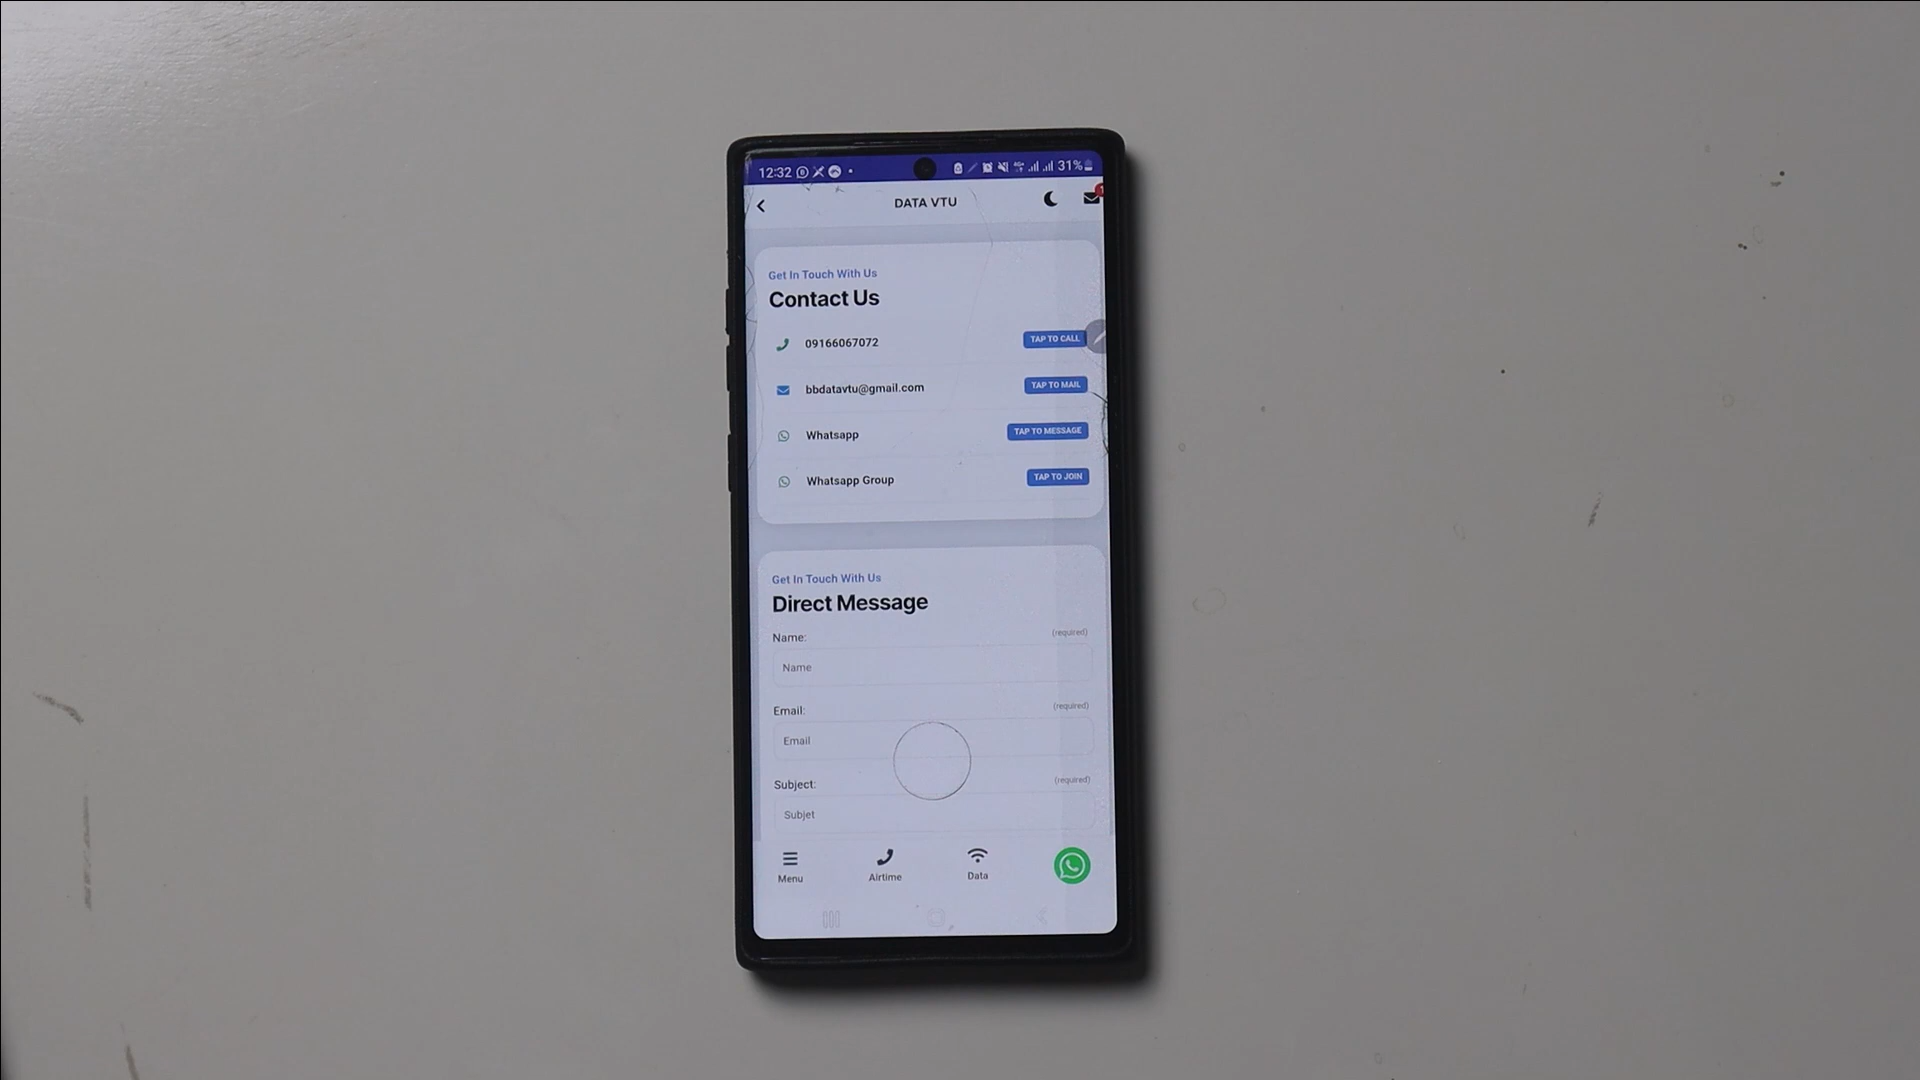 12:32 31%
DATA VTU
1
Get In Touch With Us
Contact Us
09166067072 TAP TO CALL
bbdatavtu@gmail.com TAP TO MAIL
Whatsapp TAP TO MESSAGE
Whatsapp Group TAP TO JOIN
Get In Touch With Us
Direct Message
Name: (required)
Name
Email: (required)
Email
Subject: (required)
Subjet
Menu Airtime Data